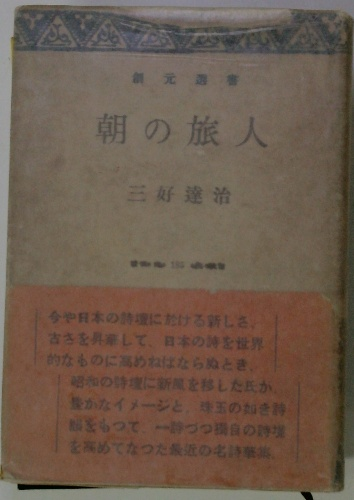 創元選書
朝の旅人
三好達治
今や日本の詩壇における新しさ、
古さを昇華して、日本の詩を世界
的なものに高めねばならぬとき、
昭和の詩壇に新風を移した氏が、
豊かなイメージと、珠玉の如き詩
をもつて、一詩づつ独自の詩境
を高めてなつた最近の名詩集。